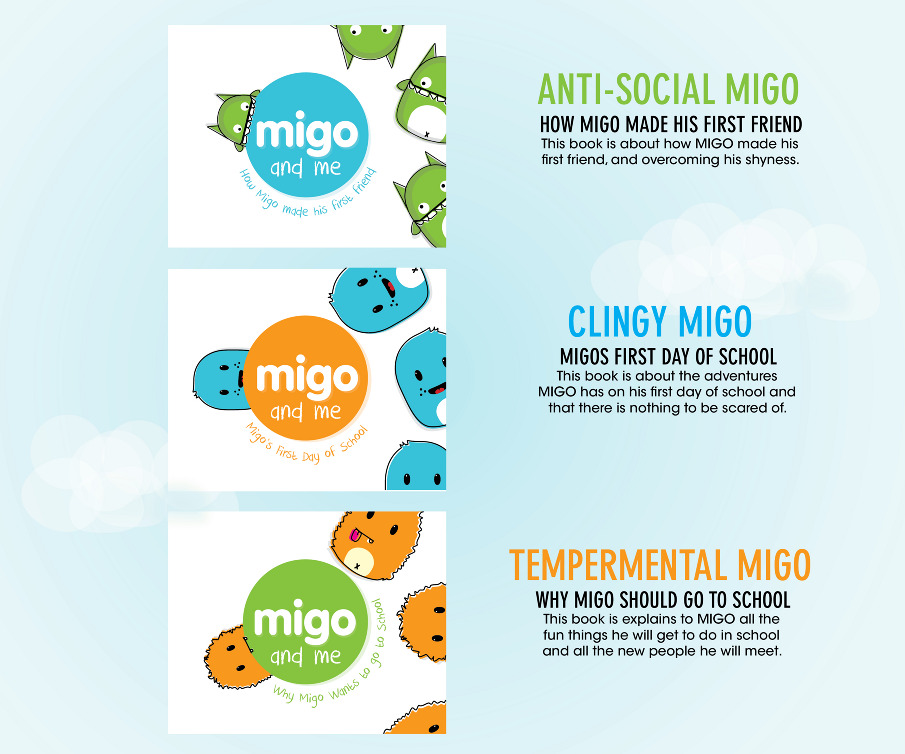 migo
and me
How Migo made his first friend
ANTI-SOCIAL MIGO
HOW MIGO MADE HIS FIRST FRIEND
This book is about how MIGO made his
first friend, and overcoming his shyness.
migo
and me
Migo's First Day of School
CLINGY MIGO
MIGOS FIRST DAY OF SCHOOL
This book is about the adventures
MIGO has on his first day of school and
that there is nothing to be scared of.
migo
and me
Why Migo Wants to go to School
TEMPERMENTAL MIGO
WHY MIGO SHOULD GO TO SCHOOL
This book is explains to MIGO all the
fun things he will get to do in school
and all the new people he will meet.